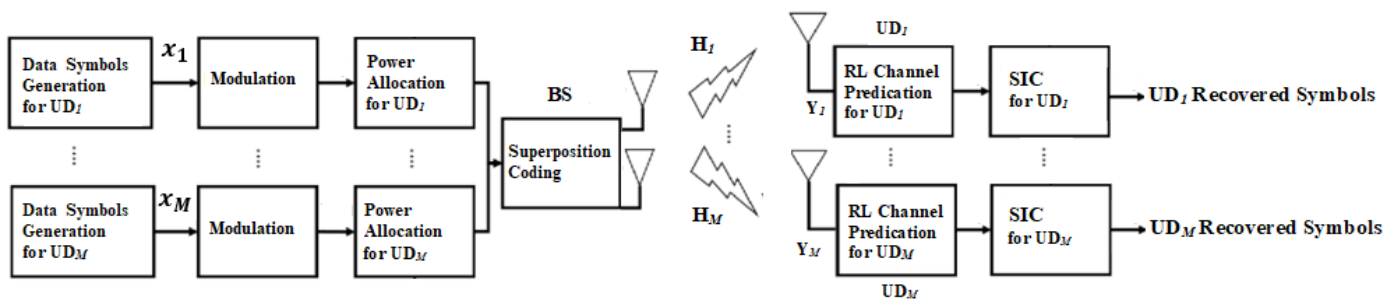 x1
Data Symbols
Generation
for UD1
Modulation
Power
Allocation
for UD1
BS
Superposition
Coding
H1
UD1
Y1
RL Channel
Predication
for UD1
SIC
for UD1
UD1 Recovered Symbols
xM
Data Symbols
Generation
for UDM
Modulation
Power
Allocation
for UDM
HM
YM
RL Channel
Predication
for UDM
UDM
SIC
for UDM
UDM Recovered Symbols